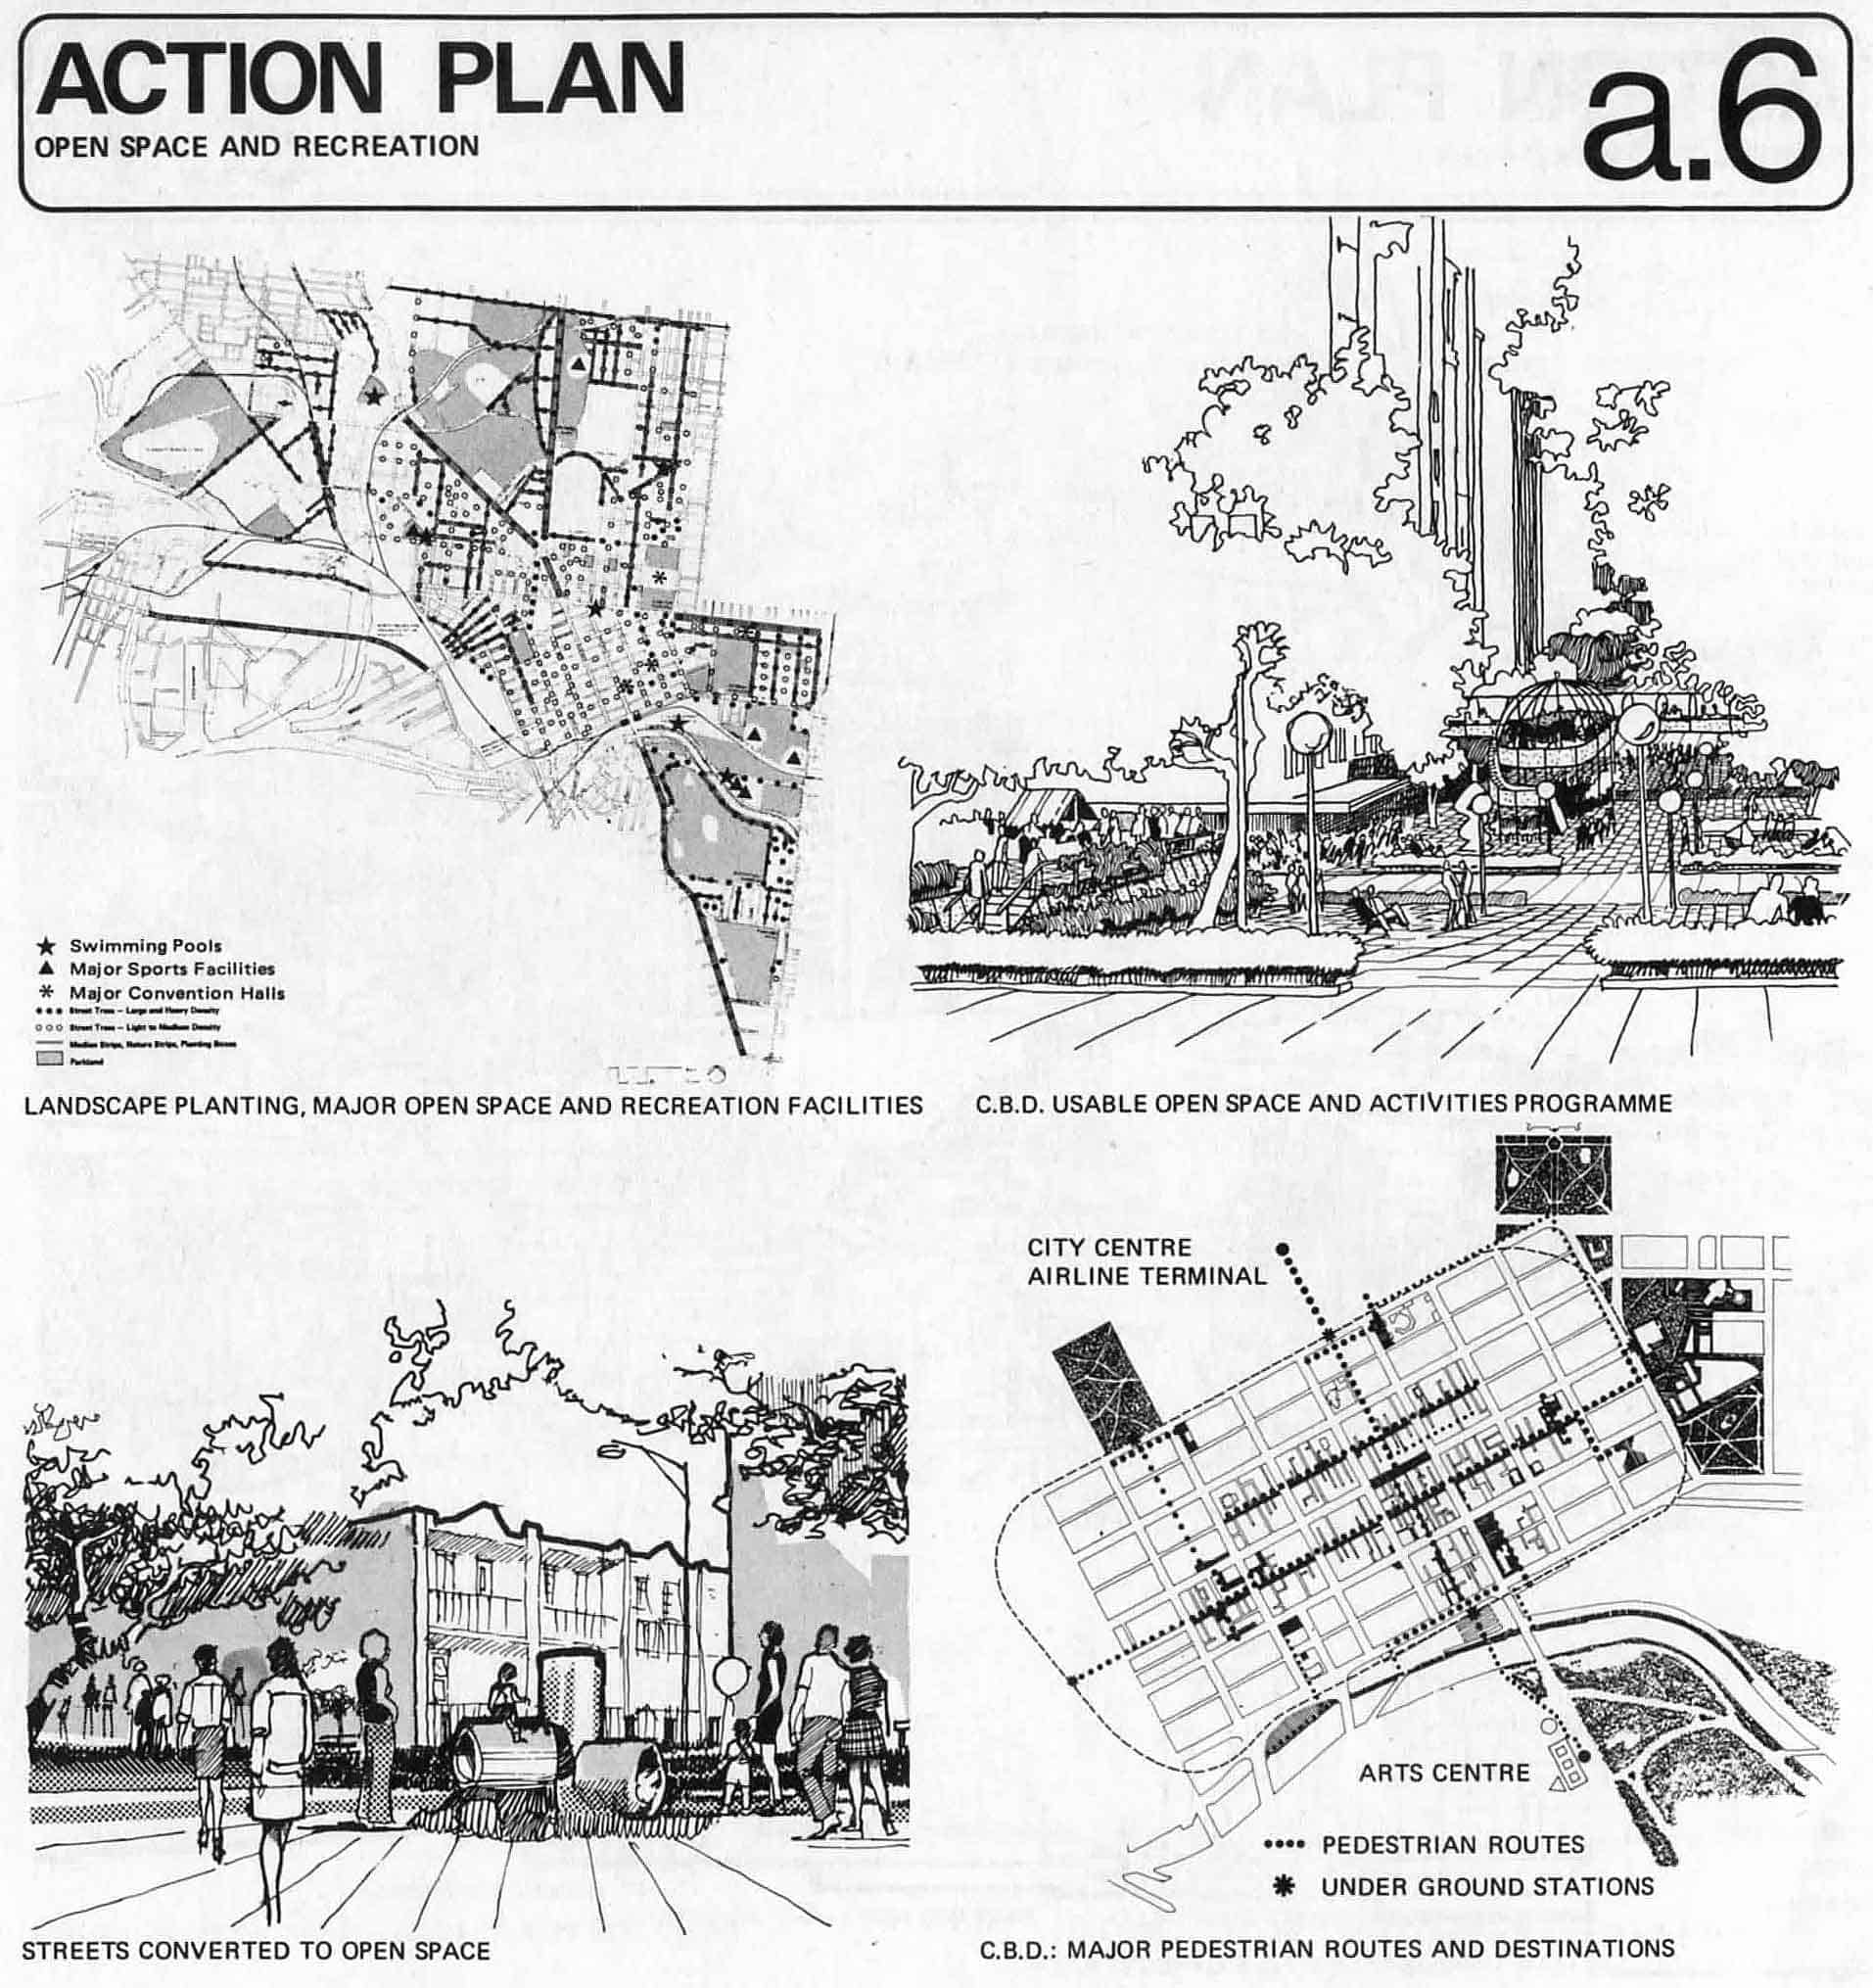 ACTION PLAN
OPEN SPACE AND RECREATION
a.6
Swimming Pools
Major Sports Facilities
Major Convention Halls
Street Trees – Large and Heavy Density
Street Trees – Light to Medium Density
Median Strips, Nature Strips, Planting Boxes
Parkland
LANDSCAPE PLANTING, MAJOR OPEN SPACE AND RECREATION FACILITIES
C.B.D. USABLE OPEN SPACE AND ACTIVITIES PROGRAMME
STREETS CONVERTED TO OPEN SPACE
CITY CENTRE
AIRLINE TERMINAL
ARTS CENTRE
PEDESTRIAN ROUTES
UNDER GROUND STATIONS
C.B.D.: MAJOR PEDESTRIAN ROUTES AND DESTINATIONS